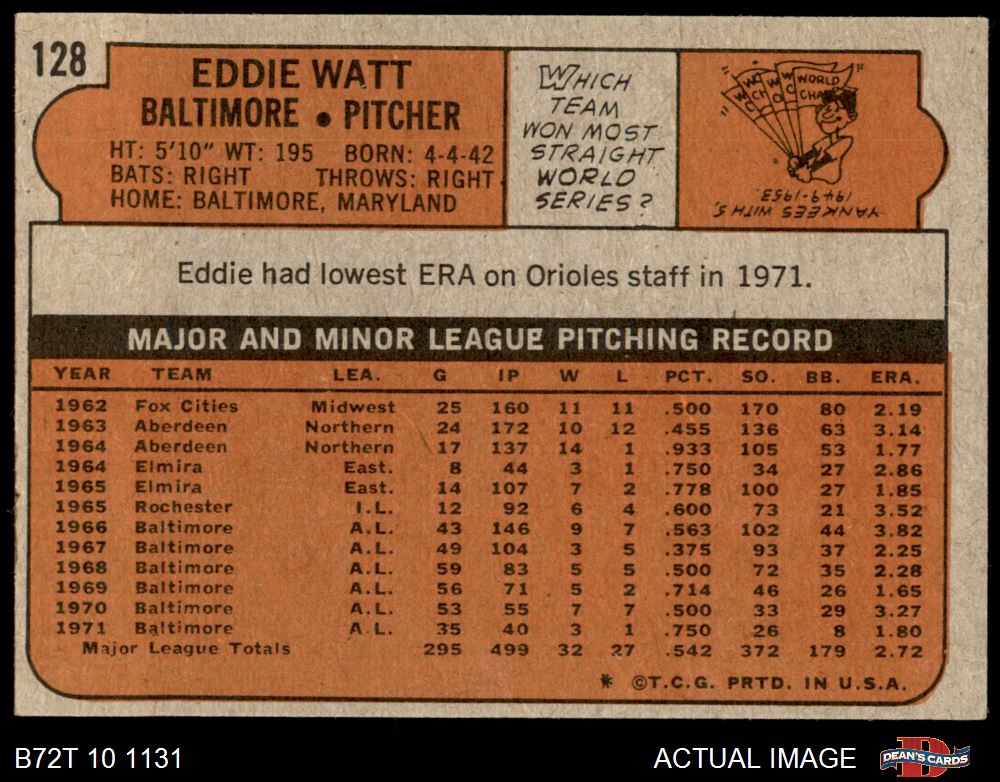 128
EDDIE WATT
BALTIMORE • PITCHER
HT: 5'10" WT: 195 BORN: 4-4-42
BATS: RIGHT THROWS: RIGHT
HOME: BALTIMORE, MARYLAND
WHICH
TEAM
WON MOST
STRAIGHT
WORLD
SERIES?
WC
WCH
WC
WC
WORLD
CHA
YANKEES WITH 5,
1949-1953
Eddie had lowest ERA on Orioles staff in 1971.
MAJOR AND MINOR LEAGUE PITCHING RECORD
YEAR TEAM LEA. G IP W L PCT. SO. BB. ERA.
1962 Fox Cities Midwest 25 160 11 11 .500 170 80 2.19
1963 Aberdeen Northern 24 172 10 12 .455 136 63 3.14
1964 Aberdeen Northern 17 137 14 1 .933 105 53 1.77
1964 Elmira East. 8 44 3 1 .750 34 27 2.86
1965 Elmira East. 14 107 7 2 .778 100 27 1.85
1965 Rochester I.L. 12 92 6 4 .600 73 21 3.52
1966 Baltimore A.L. 43 146 9 7 .563 102 44 3.82
1967 Baltimore A.L. 49 104 3 5 .375 93 37 2.25
1968 Baltimore A.L. 59 83 5 5 .500 72 35 2.28
1969 Baltimore A.L. 56 71 5 2 .714 46 26 1.65
1970 Baltimore A.L. 53 55 7 7 .500 33 29 3.27
1971 Baltimore A.L. 35 40 3 1 .750 26 8 1.80
Major League Totals 295 499 32 27 .542 372 179 2.72
* ©T.C.G. PRTD. IN U.S.A.
B72T 10 1131
ACTUAL IMAGE
DEAN'S CARDS